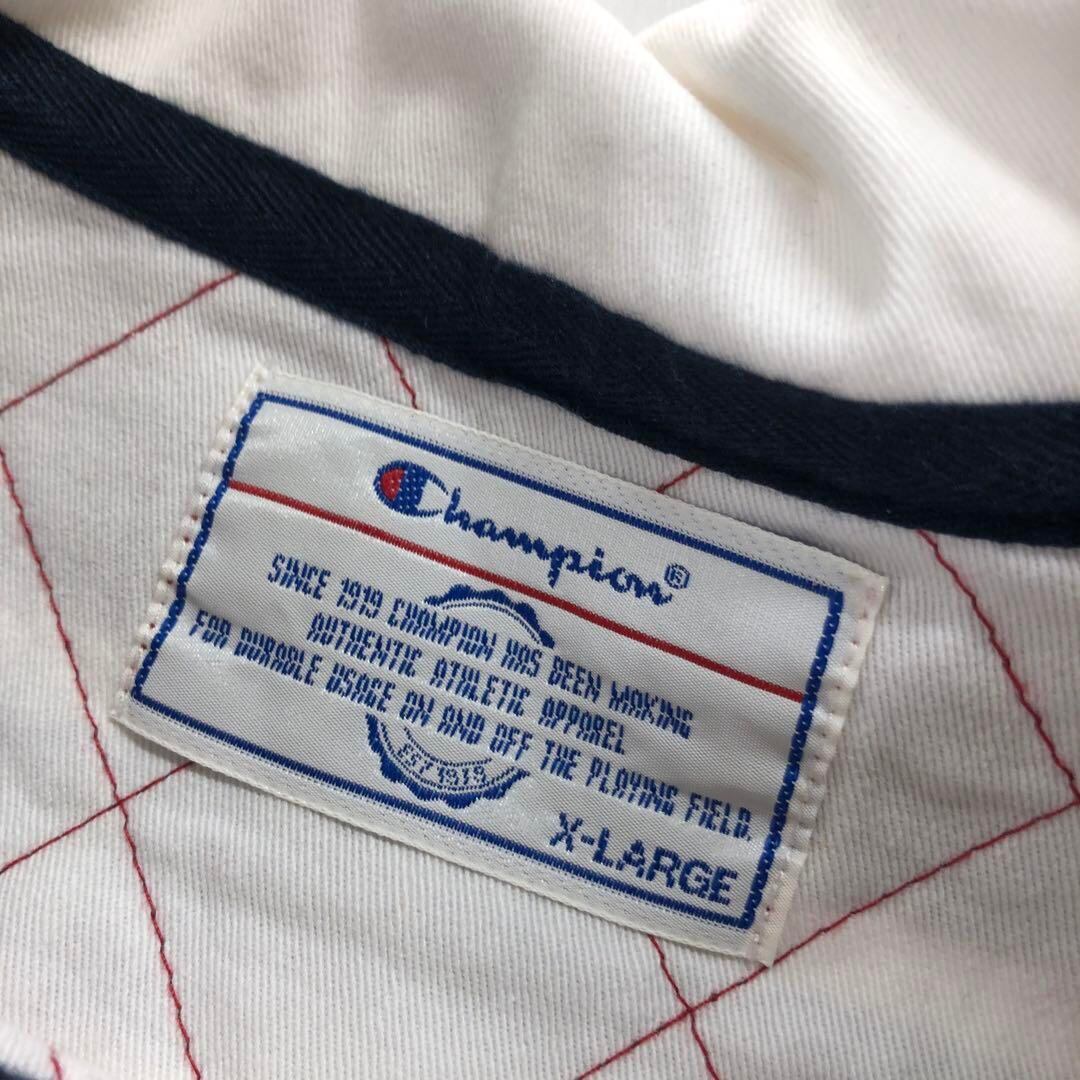 Champion®
SINCE 1919 CHAMPION HAS BEEN MAKING
AUTHENTIC ATHLETIC APPAREL
FOR DURABLE USAGE ON AND OFF THE PLAYING FIELD.
EST 1919
X-LARGE